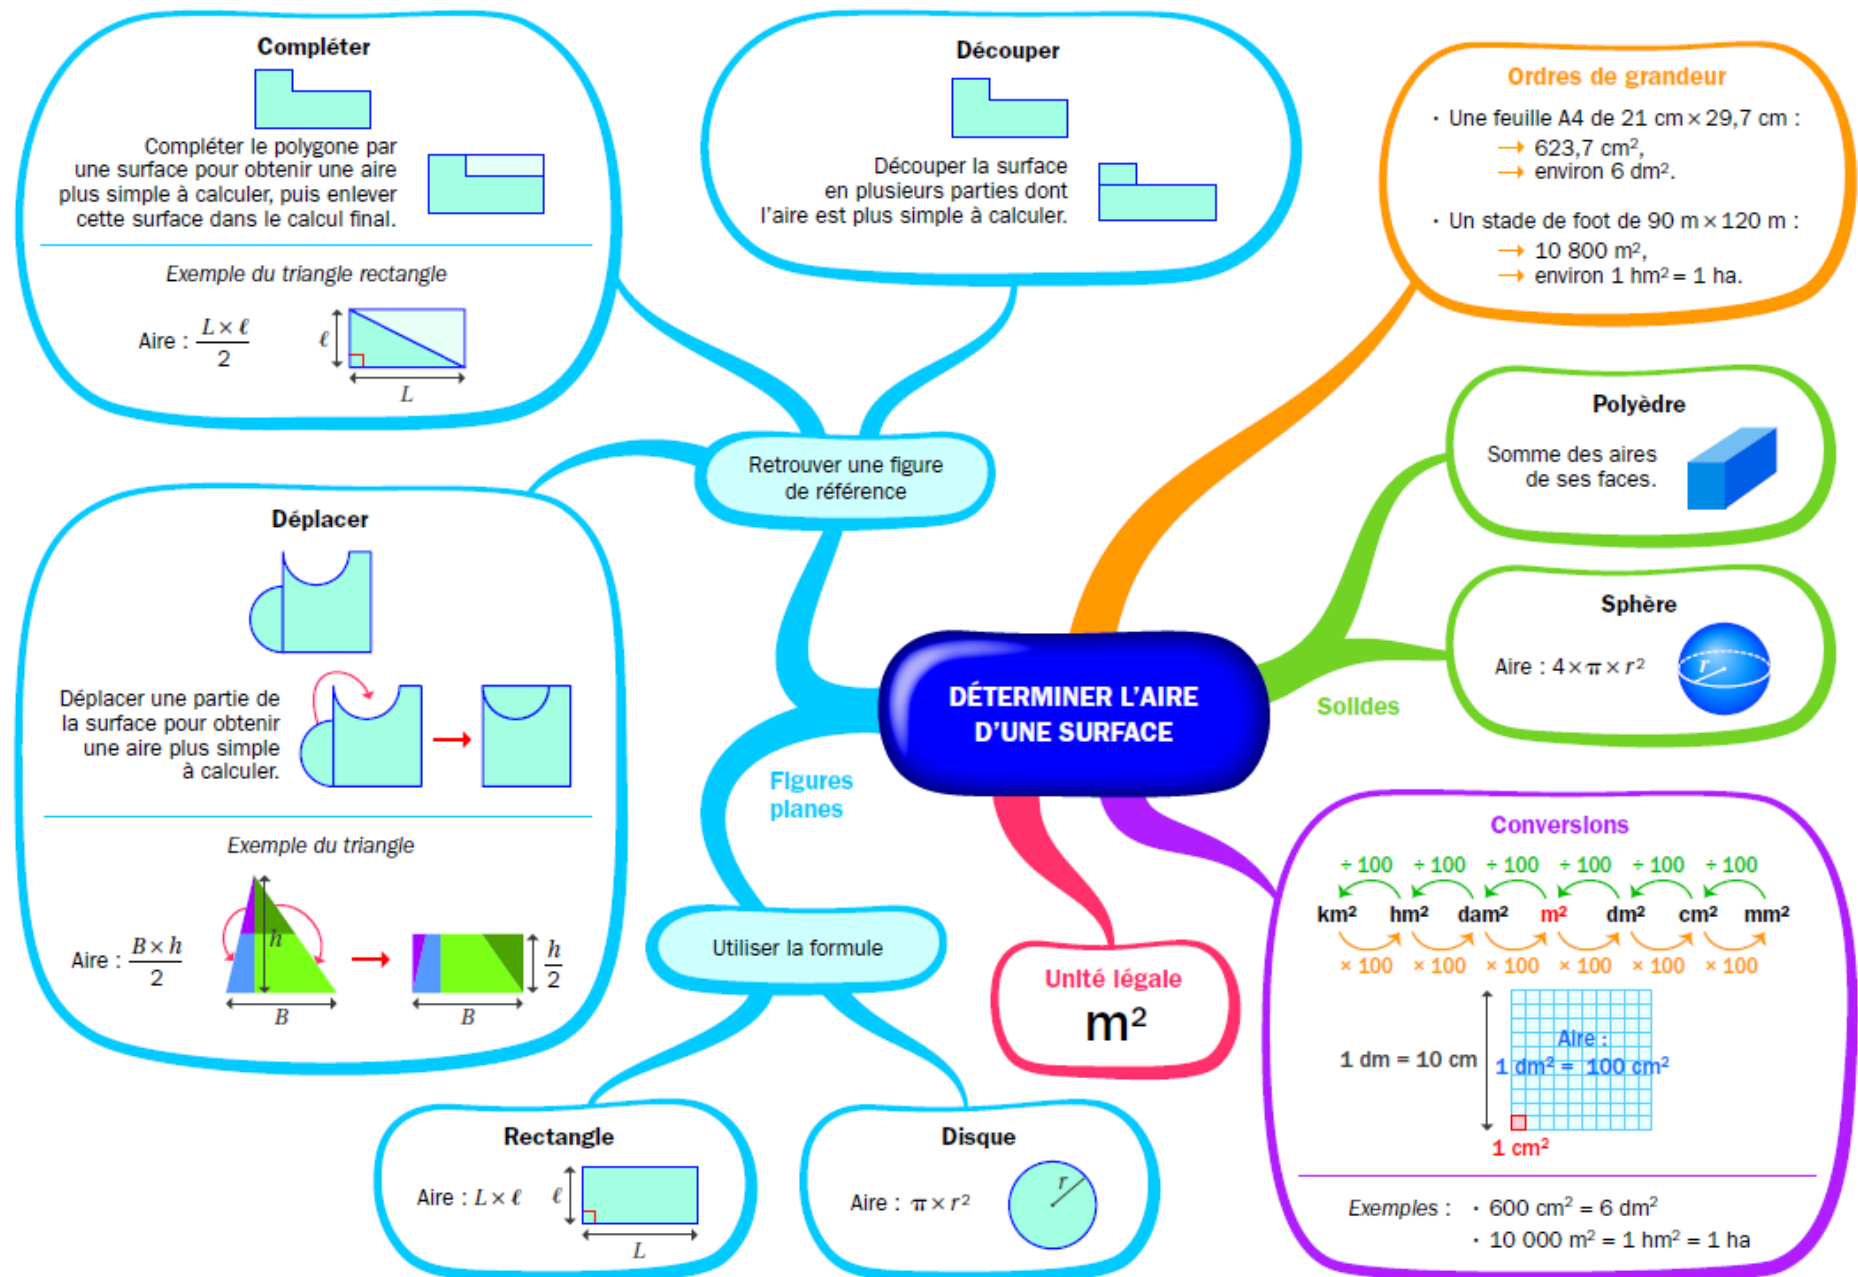 Compléter
Compléter le polygone par
une surface pour obtenir une aire
plus simple à calculer, puis enlever
cette surface dans le calcul final.
Exemple du triangle rectangle
Aire : L × ℓ / 2
ℓ
L
Découper
Découper la surface
en plusieurs parties dont
l'aire est plus simple à calculer.
Ordres de grandeur
· Une feuille A4 de 21 cm × 29,7 cm :
→ 623,7 cm²,
→ environ 6 dm².
· Un stade de foot de 90 m × 120 m :
→ 10 800 m²,
→ environ 1 hm² = 1 ha.
Retrouver une figure
de référence
Polyèdre
Somme des aires
de ses faces.
Déplacer
Déplacer une partie de
la surface pour obtenir
une aire plus simple
à calculer.
Exemple du triangle
Aire : B × h / 2
h
B
h / 2
B
Sphère
Aire : 4 × π × r²
r
Solides
DÉTERMINER L'AIRE
D'UNE SURFACE
Figures
planes
Utiliser la formule
Unité légale
m²
Conversions
÷ 100 ÷ 100 ÷ 100 ÷ 100 ÷ 100 ÷ 100
km² hm² dam² m² dm² cm² mm²
× 100 × 100 × 100 × 100 × 100 × 100
Aire :
1 dm = 10 cm
1 dm² = 100 cm²
1 cm²
Exemples : · 600 cm² = 6 dm²
· 10 000 m² = 1 hm² = 1 ha
Rectangle
Aire : L × ℓ
ℓ
L
Disque
Aire : π × r²
r